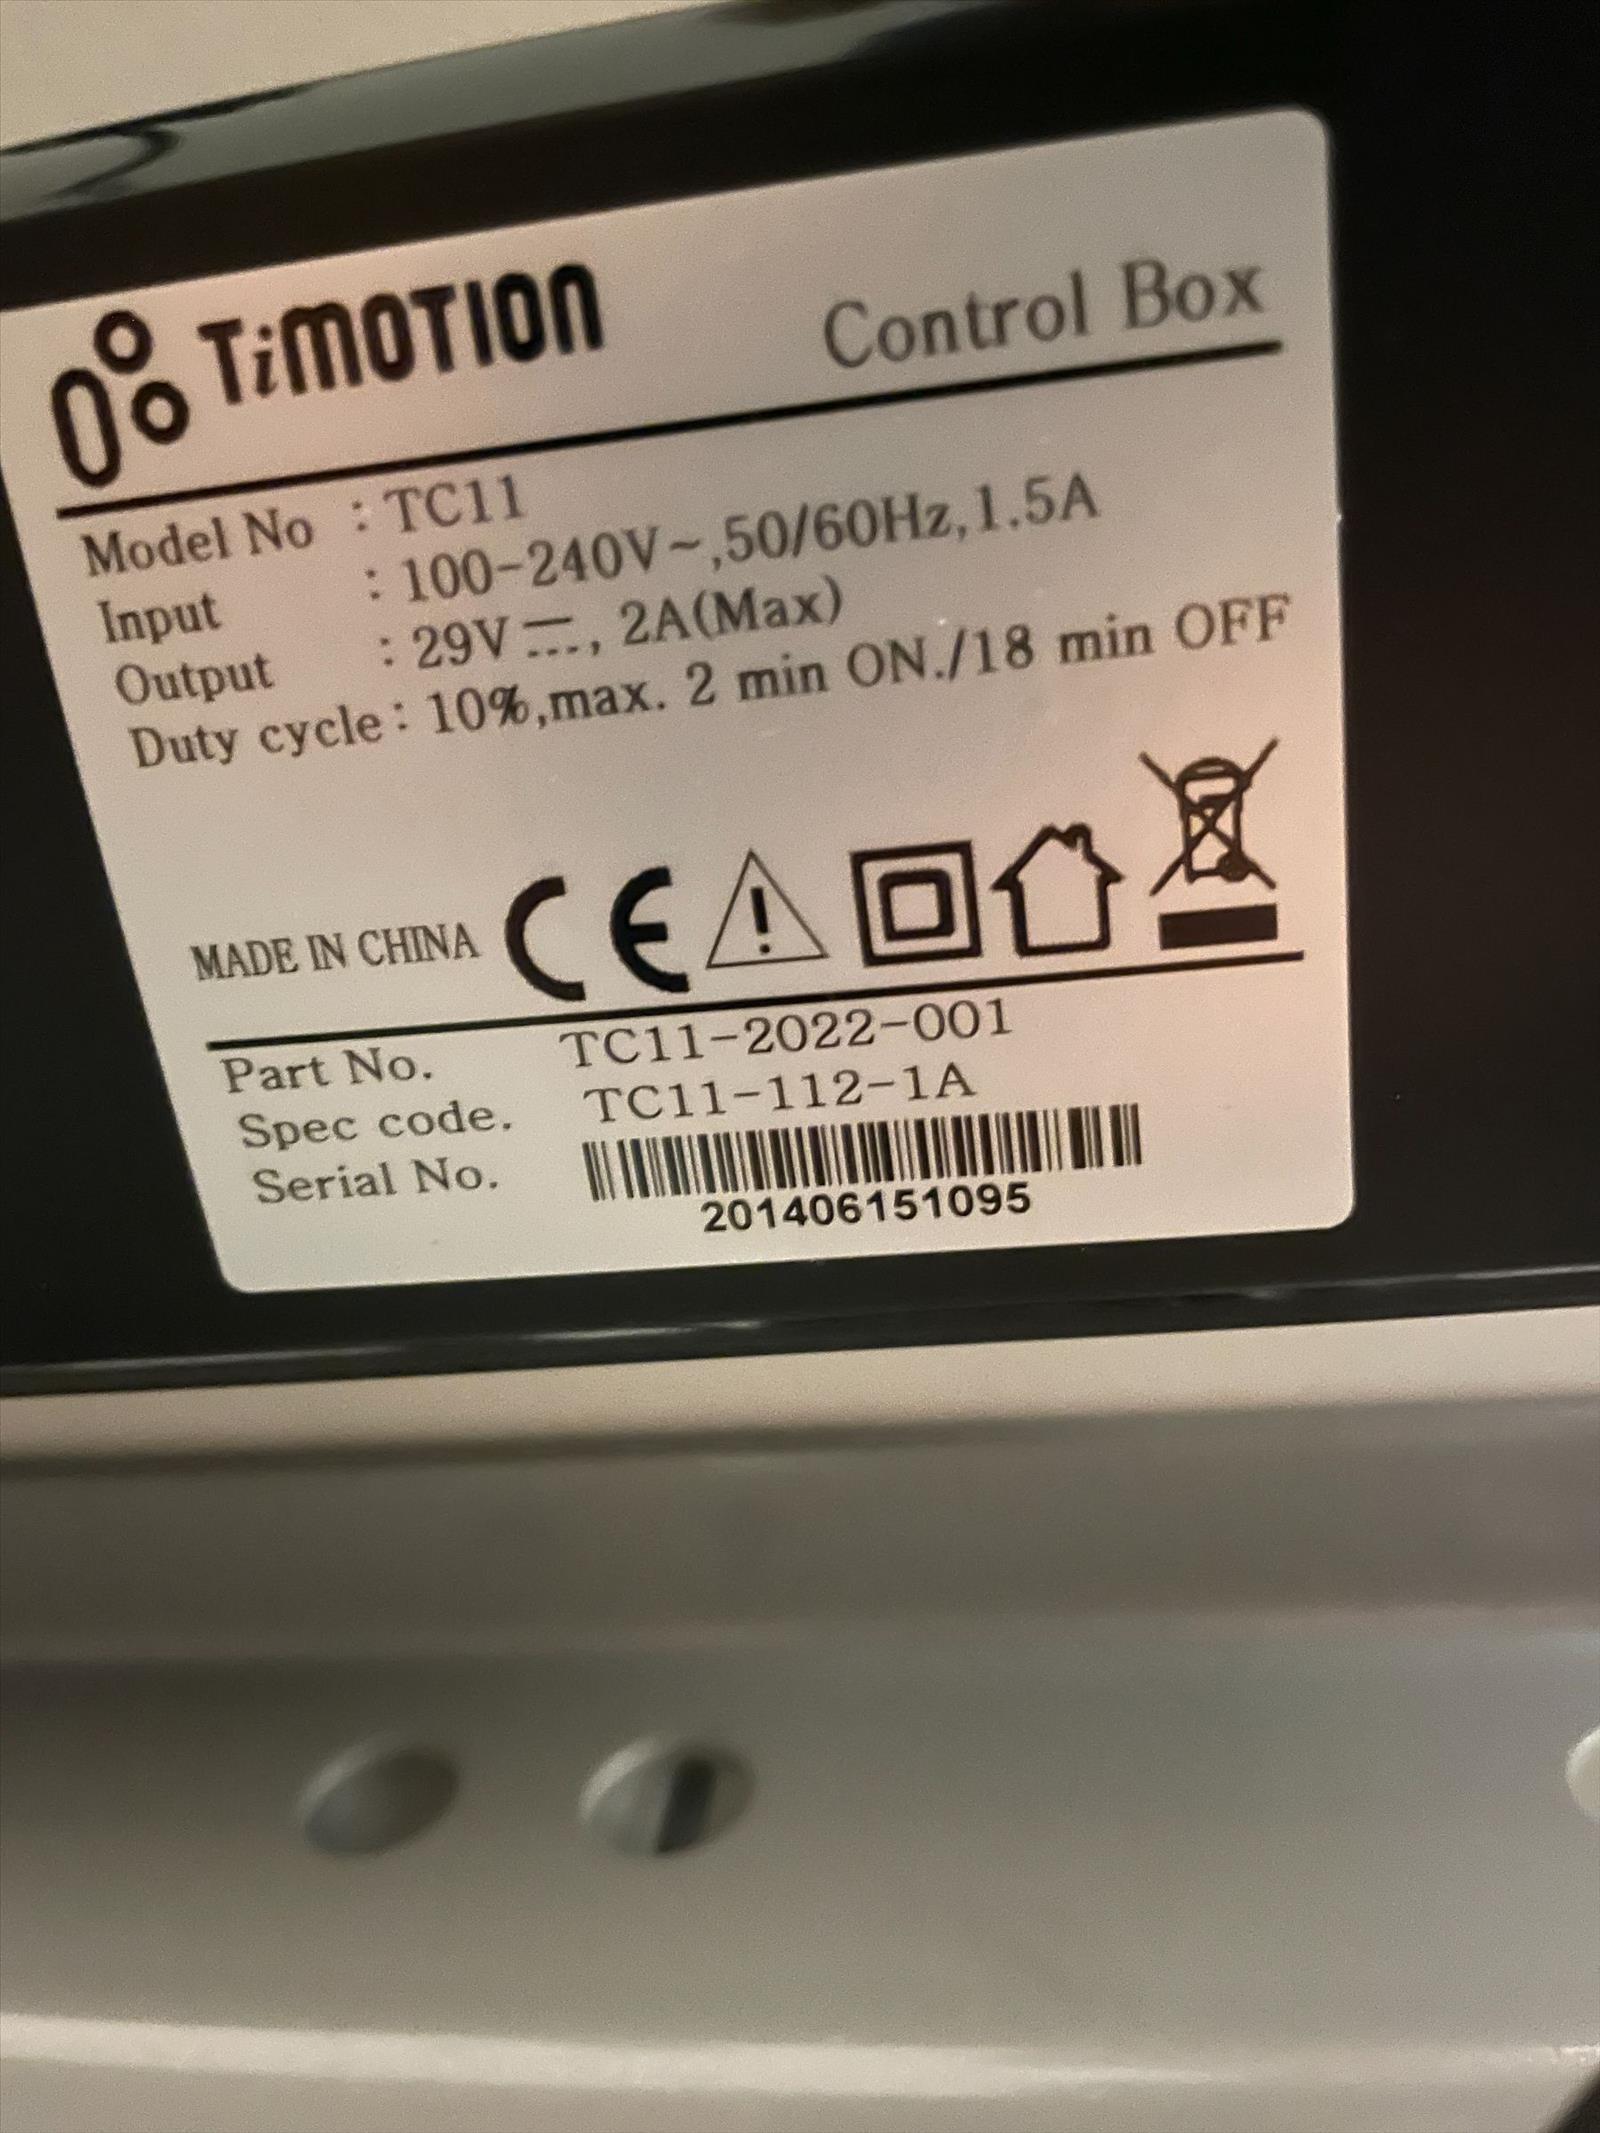 TiMOTION Control Box
Model No : TC11
Input : 100-240V~,50/60Hz,1.5A
Output : 29V⎓, 2A(Max)
Duty cycle: 10%,max. 2 min ON./18 min OFF
MADE IN CHINA CE
Part No. TC11-2022-001
Spec code. TC11-112-1A
Serial No.
201406151095